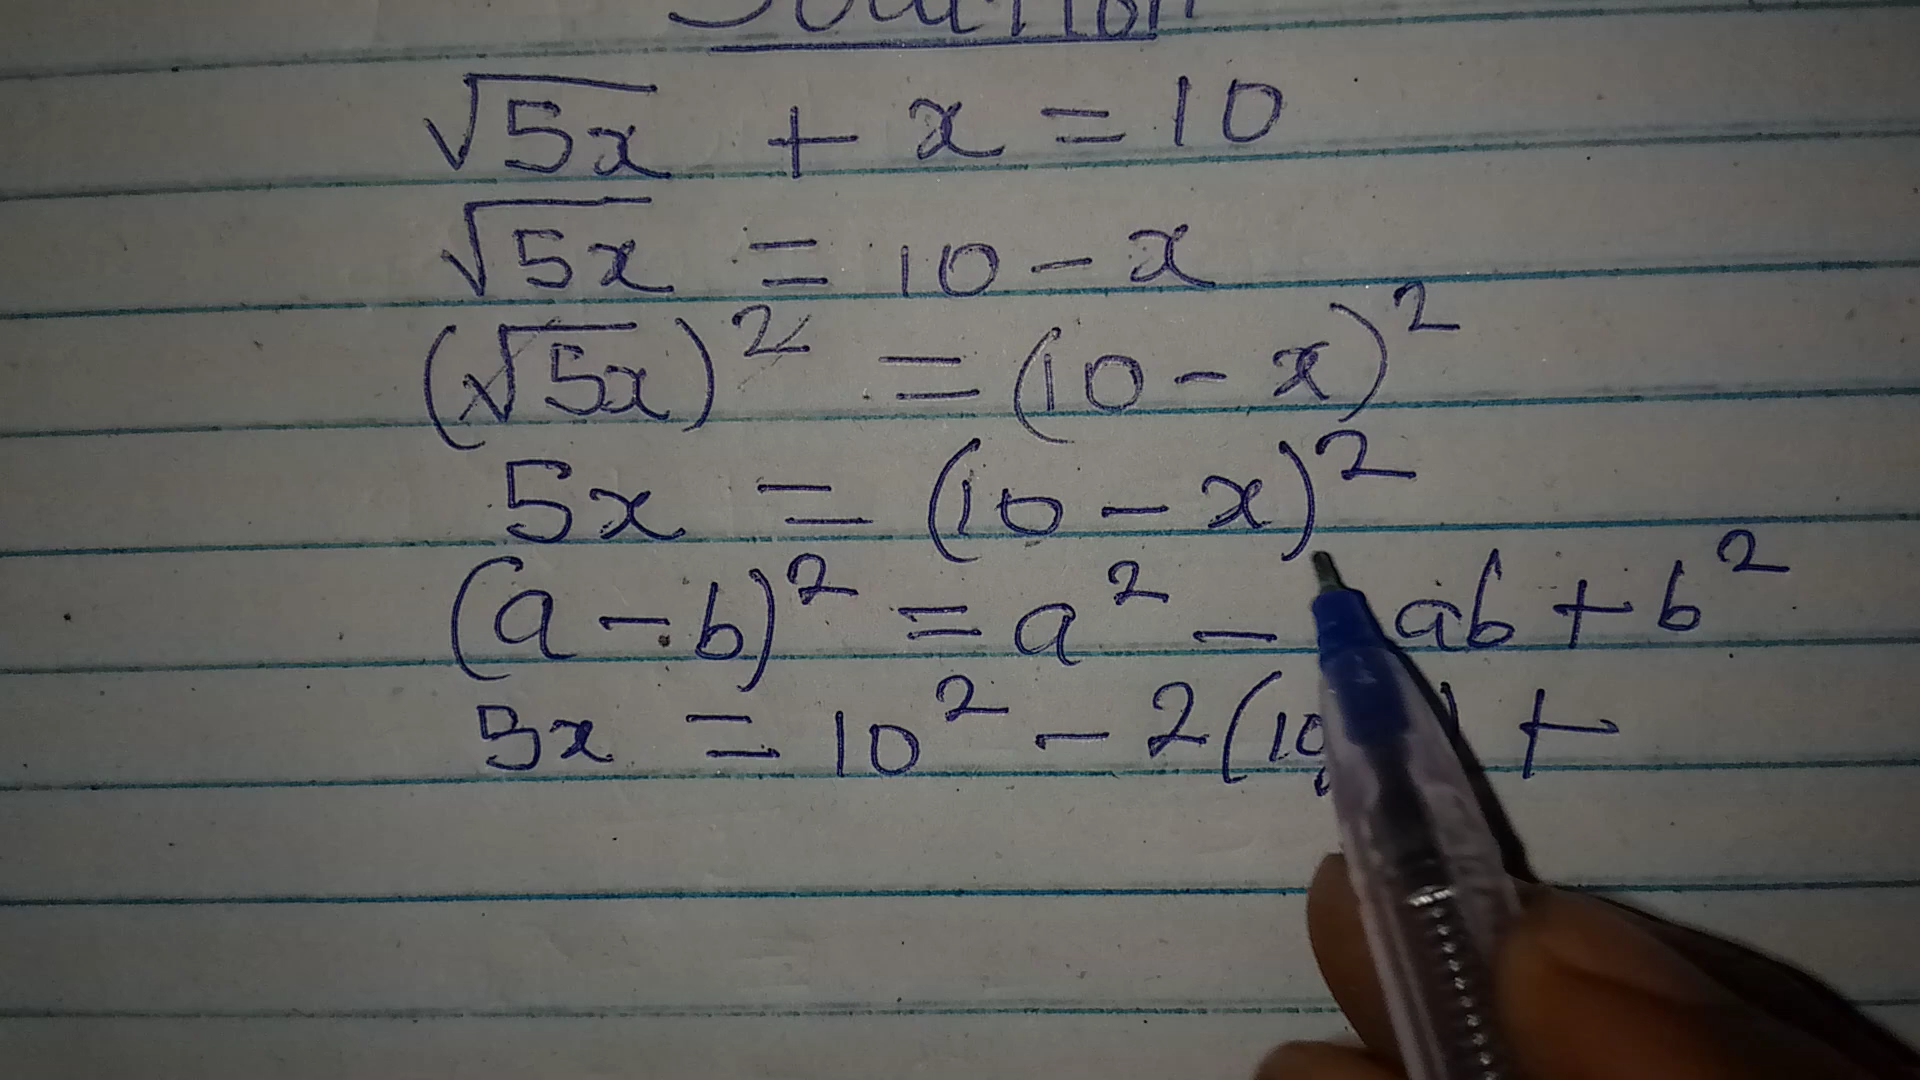 Solution
√5x + x = 10
√5x = 10 - x
(√5x)² = (10 - x)²
5x = (10 - x)²
(a - b)² = a² - ab + b²
5x = 10² - 2(10 ) +